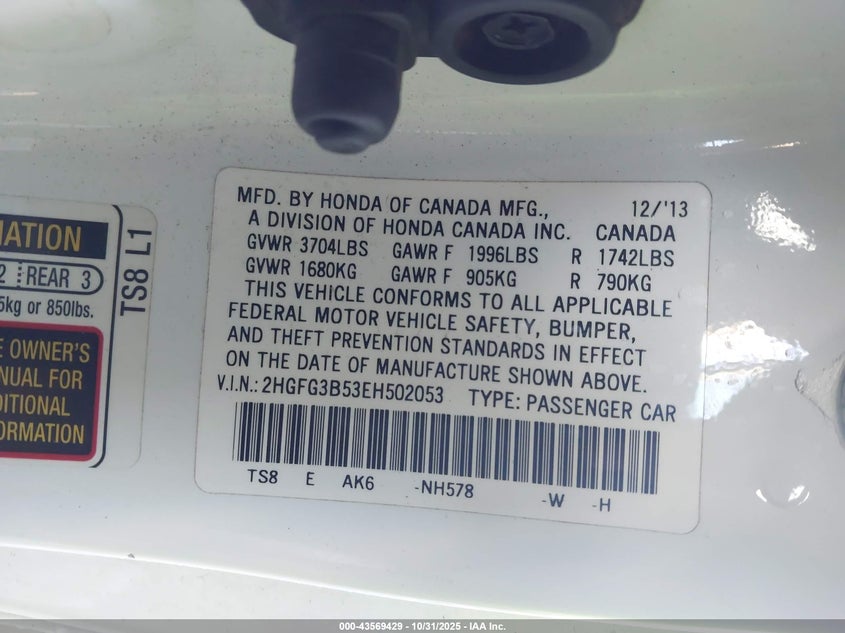 MFD. BY HONDA OF CANADA MFG., 12/'13
A DIVISION OF HONDA CANADA INC. CANADA
GVWR 3704LBS GAWR F 1996LBS R 1742LBS
GVWR 1680KG GAWR F 905KG R 790KG
THIS VEHICLE CONFORMS TO ALL APPLICABLE
FEDERAL MOTOR VEHICLE SAFETY, BUMPER,
AND THEFT PREVENTION STANDARDS IN EFFECT
ON THE DATE OF MANUFACTURE SHOWN ABOVE.
V.I.N.: 2HGFG3B53EH502053 TYPE: PASSENGER CAR
TS8 E AK6 -NH578 -W -H
MATION
2 REAR 3
5kg or 850lbs.
E OWNER'S
NUAL FOR
DITIONAL
ORMATION
TS8 L1
000-43569429 - 10/31/2025 - IAA Inc.